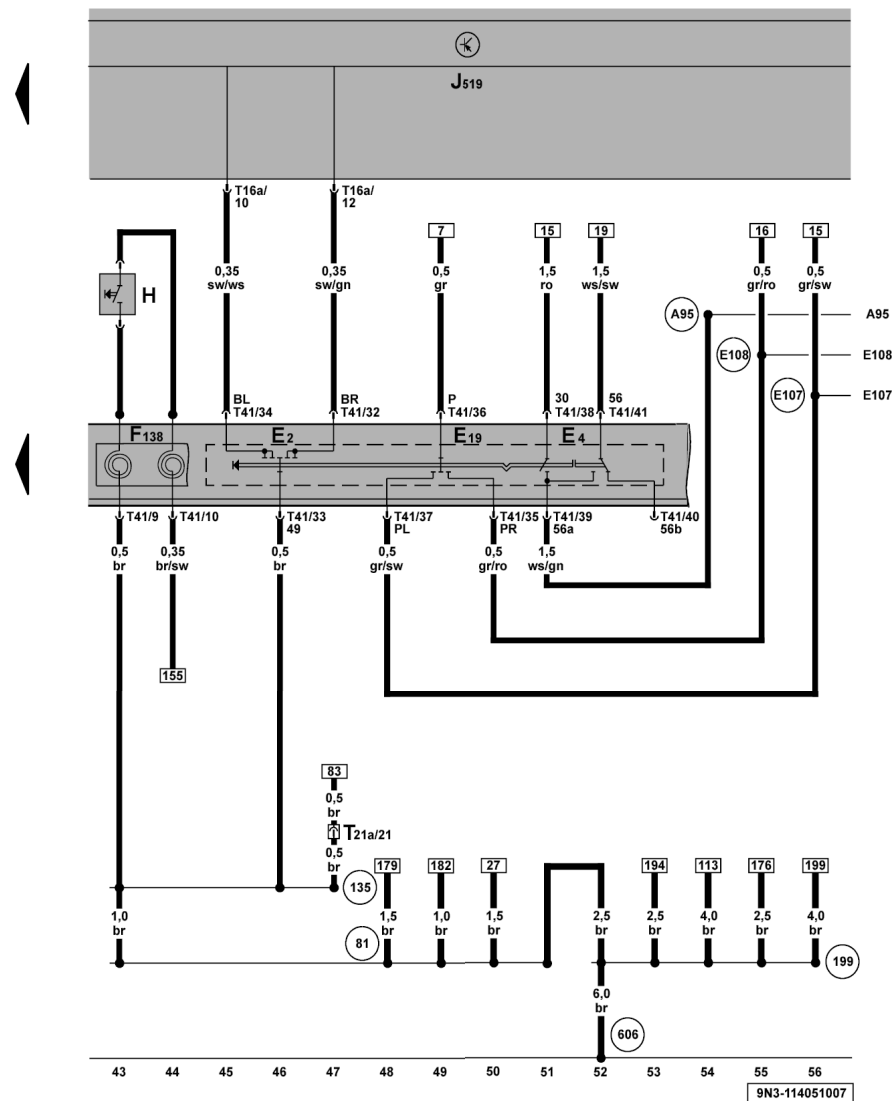 J519
T16a/ T16a/
10 12
7 15 19 16 15
0,35 0,35 0,5 1,5 1,5 0,5 0,5
sw/ws sw/gn gr ro ws/sw gr/ro gr/sw
H
A95 A95
E108 E108
E107 E107
BL BR P 30 56
T41/34 T41/32 T41/36 T41/38 T41/41
F138 E2 E19 E4
T41/9 T41/10 T41/33 T41/37 T41/35 T41/39 T41/40
49 PL PR 56a 56b
0,5 0,35 0,5 0,5 0,5 1,5
br br/sw br gr/sw gr/ro ws/gn
155
83
0,5
br
T21a/21
0,5
br
179 182 27 194 113 176 199
135
1,0 1,5 1,0 1,5 2,5 2,5 4,0 2,5 4,0
br br br br br br br br br
81
199
6,0
br
606
43 44 45 46 47 48 49 50 51 52 53 54 55 56
9N3-114051007